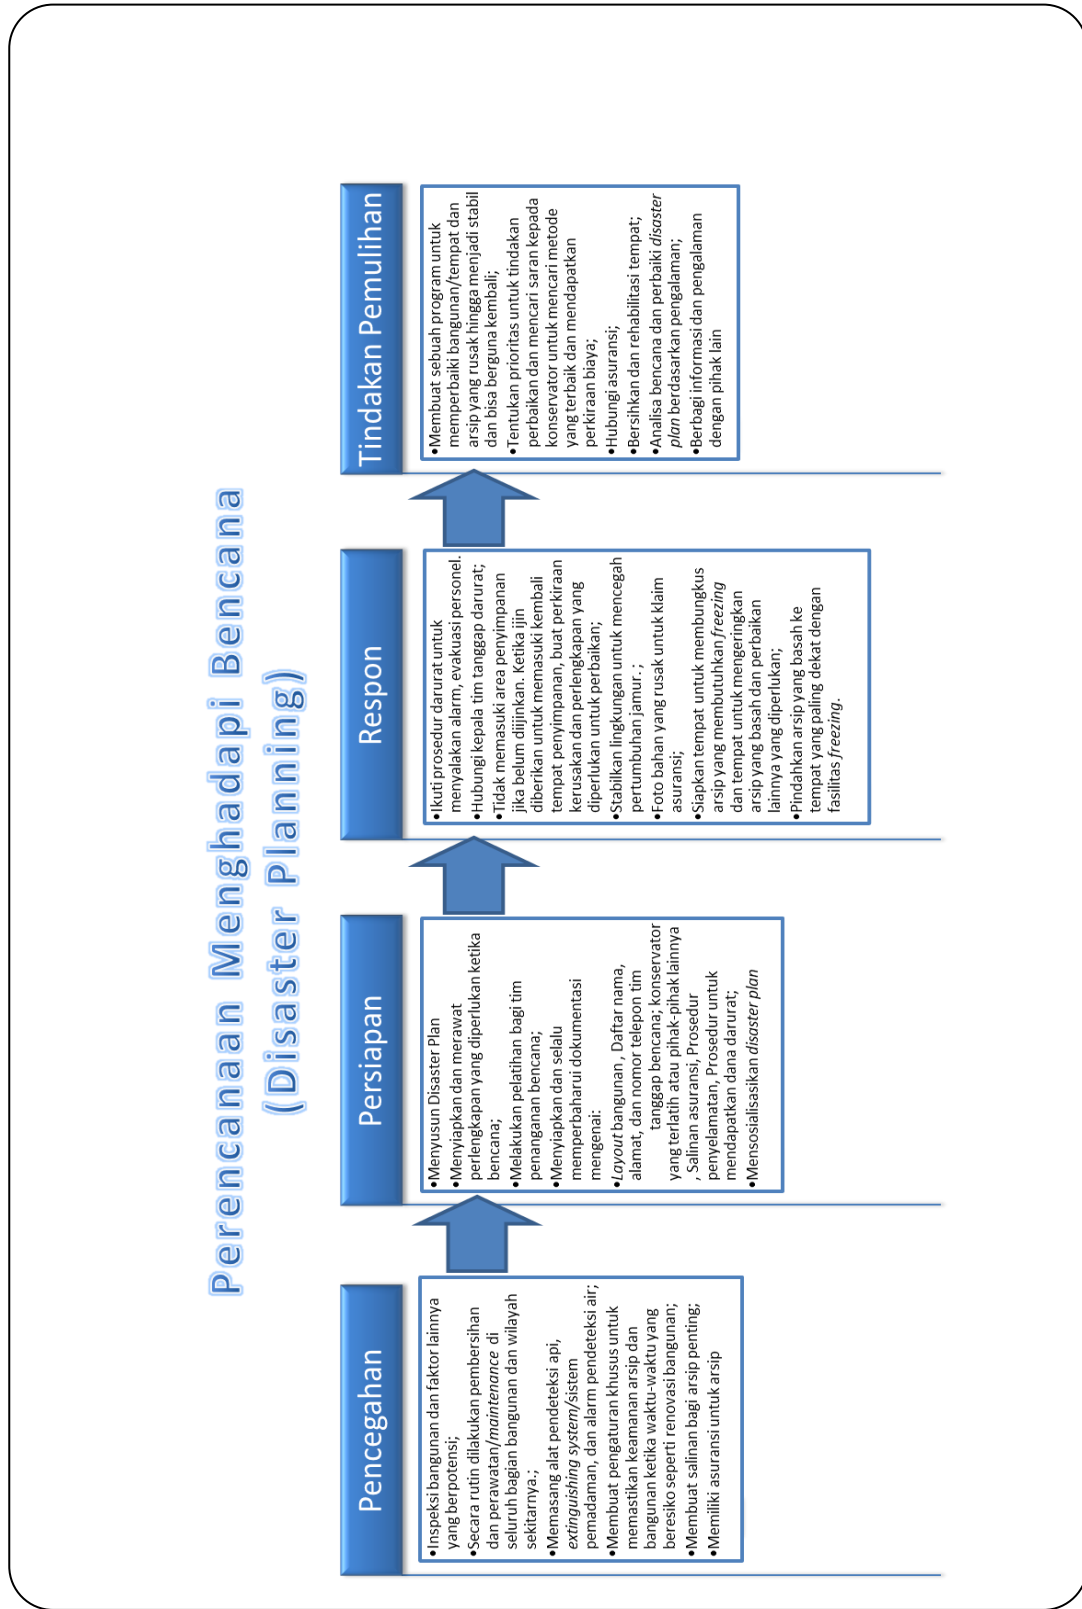 Perencanaan Menghadapi Bencana
(Disaster Planning)
Pencegahan
•Inspeksi bangunan dan faktor lainnya
yang berpotensi;
•Secara rutin dilakukan pembersihan
dan perawatan/maintenance di
seluruh bagian bangunan dan wilayah
sekitarnya.;
•Memasang alat pendeteksi api,
extinguishing system/sistem
pemadaman, dan alarm pendeteksi air;
•Membuat pengaturan khusus untuk
memastikan keamanan arsip dan
bangunan ketika waktu-waktu yang
beresiko seperti renovasi bangunan;
•Membuat salinan bagi arsip penting;
•Memiliki asuransi untuk arsip
Persiapan
•Menyusun Disaster Plan
•Menyiapkan dan merawat
perlengkapan yang diperlukan ketika
bencana;
•Melakukan pelatihan bagi tim
penanganan bencana;
•Menyiapkan dan selalu
memperbaharui dokumentasi
mengenai:
•Layout bangunan , Daftar nama,
alamat, dan nomor telepon tim
tanggap bencana; konservator
yang terlatih atau pihak-pihak lainnya
, Salinan asuransi, Prosedur
penyelamatan, Prosedur untuk
mendapatkan dana darurat;
•Mensosialisasikan disaster plan
Respon
•Ikuti prosedur darurat untuk
menyalakan alarm, evakuasi personel.
•Hubungi kepala tim tanggap darurat;
•Tidak memasuki area penyimpanan
jika belum diijinkan. Ketika ijin
diberikan untuk memasuki kembali
tempat penyimpanan, buat perkiraan
kerusakan dan perlengkapan yang
diperlukan untuk perbaikan;
•Stabilkan lingkungan untuk mencegah
pertumbuhan jamur. ;
•Foto bahan yang rusak untuk klaim
asuransi;
•Siapkan tempat untuk membungkus
arsip yang membutuhkan freezing
dan tempat untuk mengeringkan
arsip yang basah dan perbaikan
lainnya yang diperlukan;
•Pindahkan arsip yang basah ke
tempat yang paling dekat dengan
fasilitas freezing.
Tindakan Pemulihan
•Membuat sebuah program untuk
memperbaiki bangunan/tempat dan
arsip yang rusak hingga menjadi stabil
dan bisa berguna kembali;
•Tentukan prioritas untuk tindakan
perbaikan dan mencari saran kepada
konservator untuk mencari metode
yang terbaik dan mendapatkan
perkiraan biaya;
•Hubungi asuransi;
•Bersihkan dan rehabilitasi tempat;
•Analisa bencana dan perbaiki disaster
plan berdasarkan pengalaman;
•Berbagi informasi dan pengalaman
dengan pihak lain